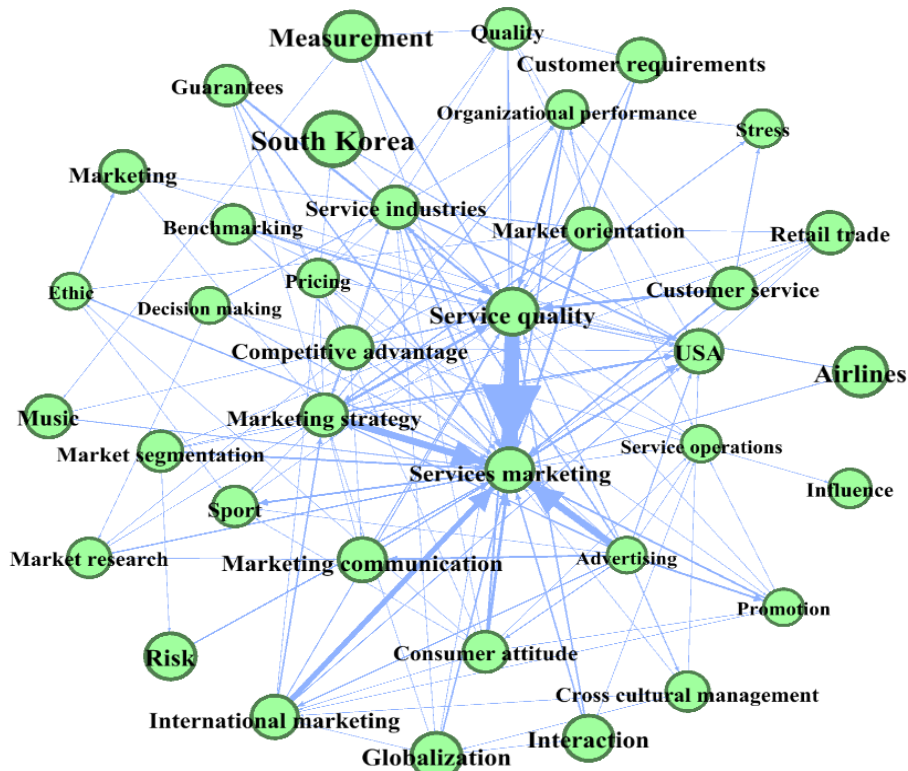 Measurement
Quality
Customer requirements
Guarantees
Organizational performance
Stress
South Korea
Marketing
Service industries
Benchmarking
Market orientation
Retail trade
Ethic
Pricing
Customer service
Decision making
Service quality
Competitive advantage
USA
Airlines
Music
Marketing strategy
Market segmentation
Service operations
Services marketing
Influence
Sport
Market research
Marketing communication
Advertising
Promotion
Risk
Consumer attitude
Cross cultural management
International marketing
Interaction
Globalization